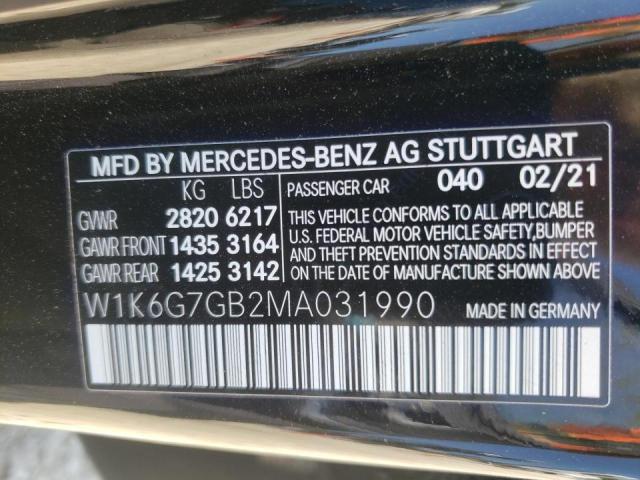 MFD BY MERCEDES-BENZ AG STUTTGART
KG LBS PASSENGER CAR 040 02/21
GVWR 2820 6217 THIS VEHICLE CONFORMS TO ALL APPLICABLE
U.S. FEDERAL MOTOR VEHICLE SAFETY,BUMPER
GAWR FRONT 1435 3164 AND THEFT PREVENTION STANDARDS IN EFFECT
GAWR REAR 1425 3142 ON THE DATE OF MANUFACTURE SHOWN ABOVE.
W1K6G7GB2MA031990 MADE IN GERMANY